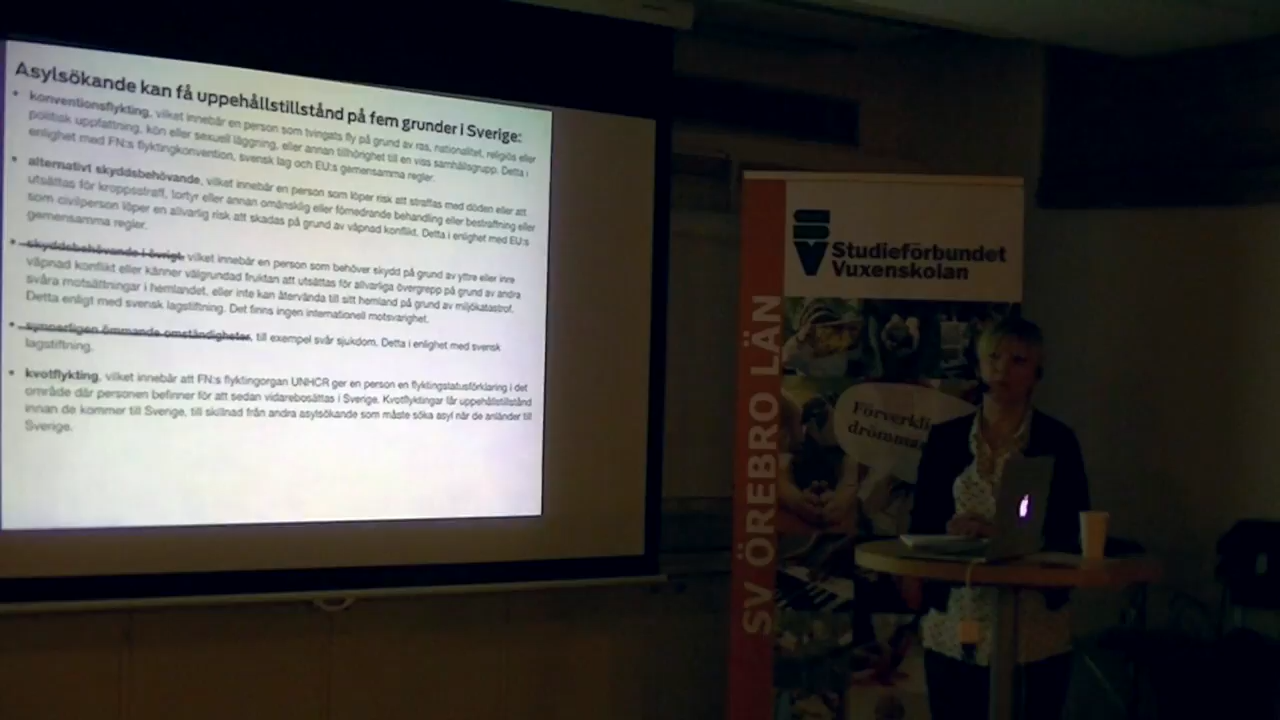 Asylsökande kan få uppehållstillstånd på fem grunder i Sverige:
• konventionsflykting, vilket innebär en person som tvingats fly på grund av ras, nationalitet, religiös eller
politisk uppfattning, kön eller sexuell läggning, eller annan tillhörighet till en viss samhällsgrupp. Detta i
enlighet med FN:s flyktingkonvention, svensk lag och EU:s gemensamma regler.
• alternativt skyddsbehövande, vilket innebär en person som löper risk att straffas med döden eller att
utsättas för kroppsstraff, tortyr eller annan omänsklig eller förnedrande behandling eller bestraffning eller
som civilperson löper en allvarlig risk att skadas på grund av väpnad konflikt. Detta i enlighet med EU:s
gemensamma regler.
• skyddsbehövande i övrigt, vilket innebär en person som behöver skydd på grund av yttre eller inre
väpnad konflikt eller känner välgrundad fruktan att utsättas för allvarliga övergrepp på grund av andra
svåra motsättningar i hemlandet, eller inte kan återvända till sitt hemland på grund av miljökatastrof.
Detta enligt med svensk lagstiftning. Det finns ingen internationell motsvarighet.
• synnerligen ömmande omständigheter, till exempel svår sjukdom. Detta i enlighet med svensk
lagstiftning.
• kvotflykting, vilket innebär att FN:s flyktingorgan UNHCR ger en person en flyktingstatusförklaring i det
område där personen befinner för att sedan vidarebosättas i Sverige. Kvotflyktingar får uppehållstillstånd
innan de kommer till Sverige, till skillnad från andra asylsökande som måste söka asyl när de anländer till
Sverige.
SV
Studieförbundet
Vuxenskolan
SV ÖREBRO LÄN
Förverkli
drömma